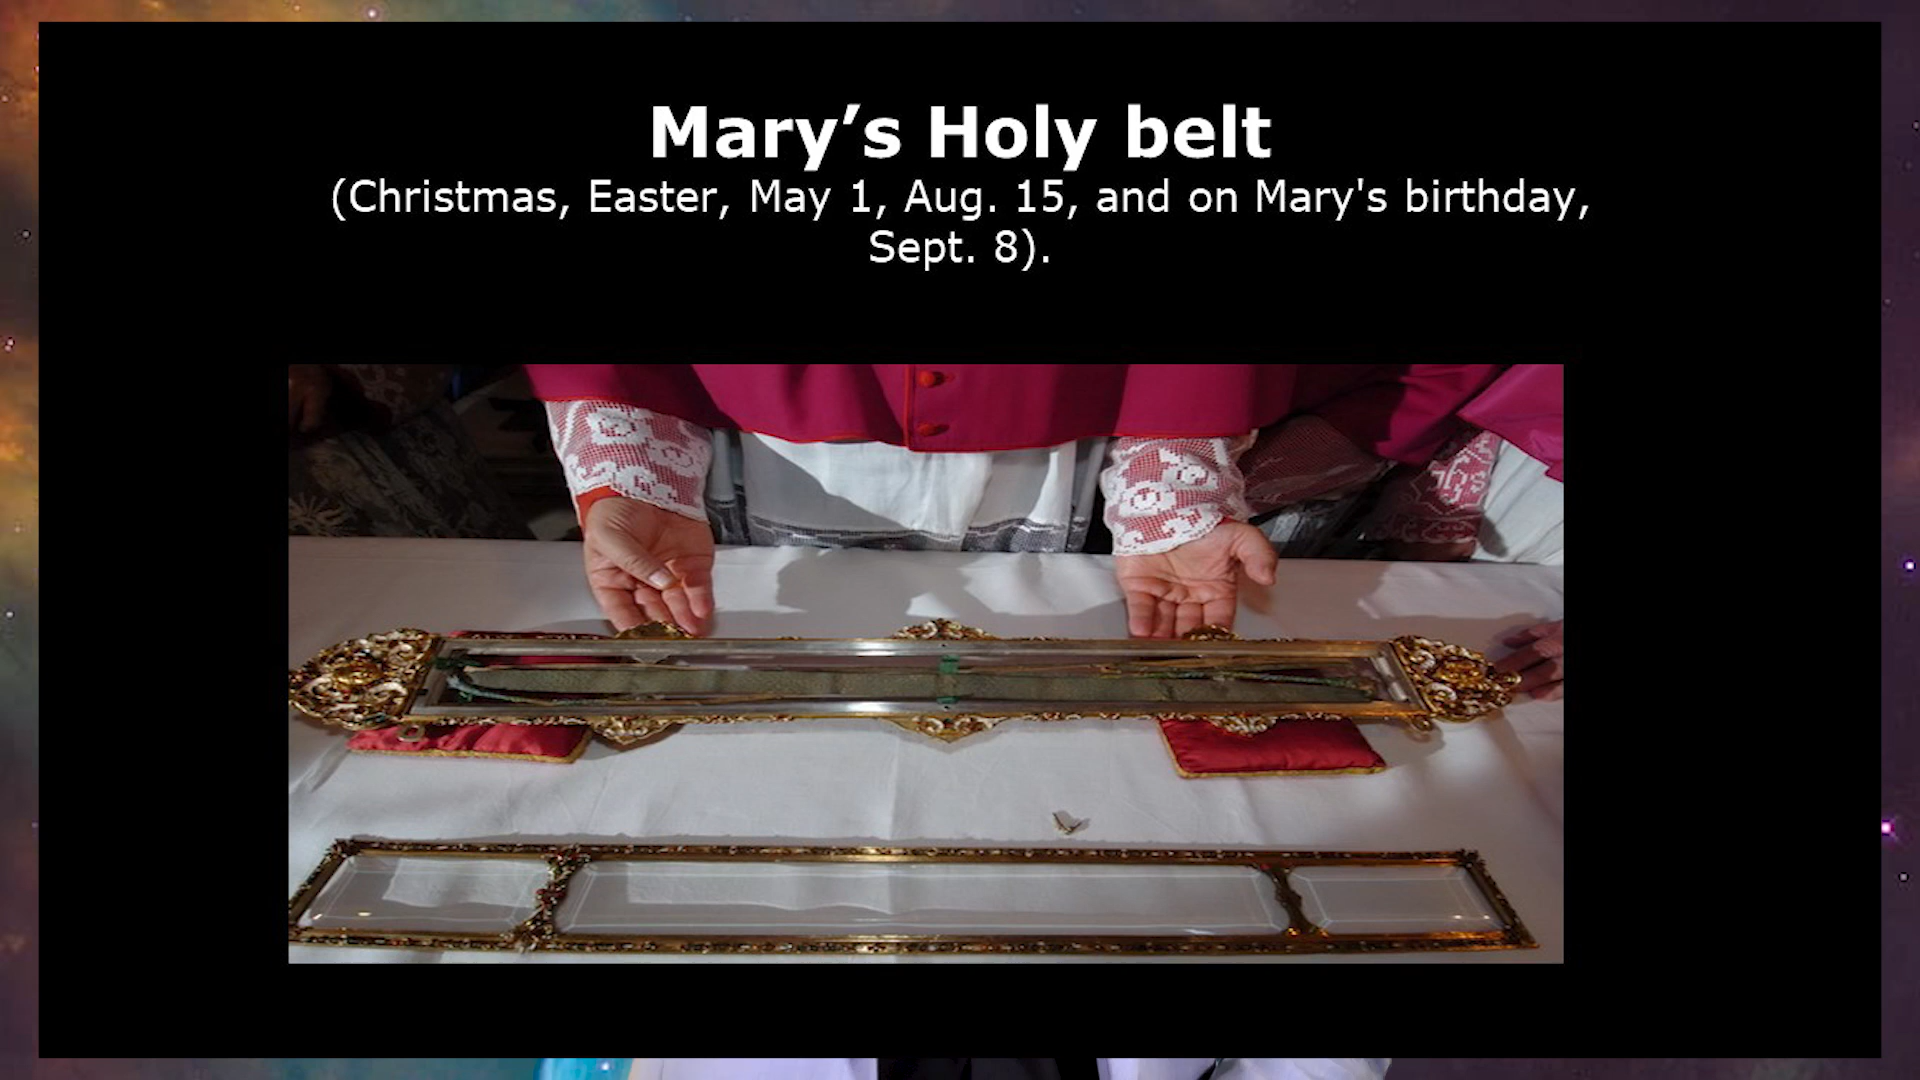 Mary’s Holy belt
(Christmas, Easter, May 1, Aug. 15, and on Mary's birthday,
Sept. 8).